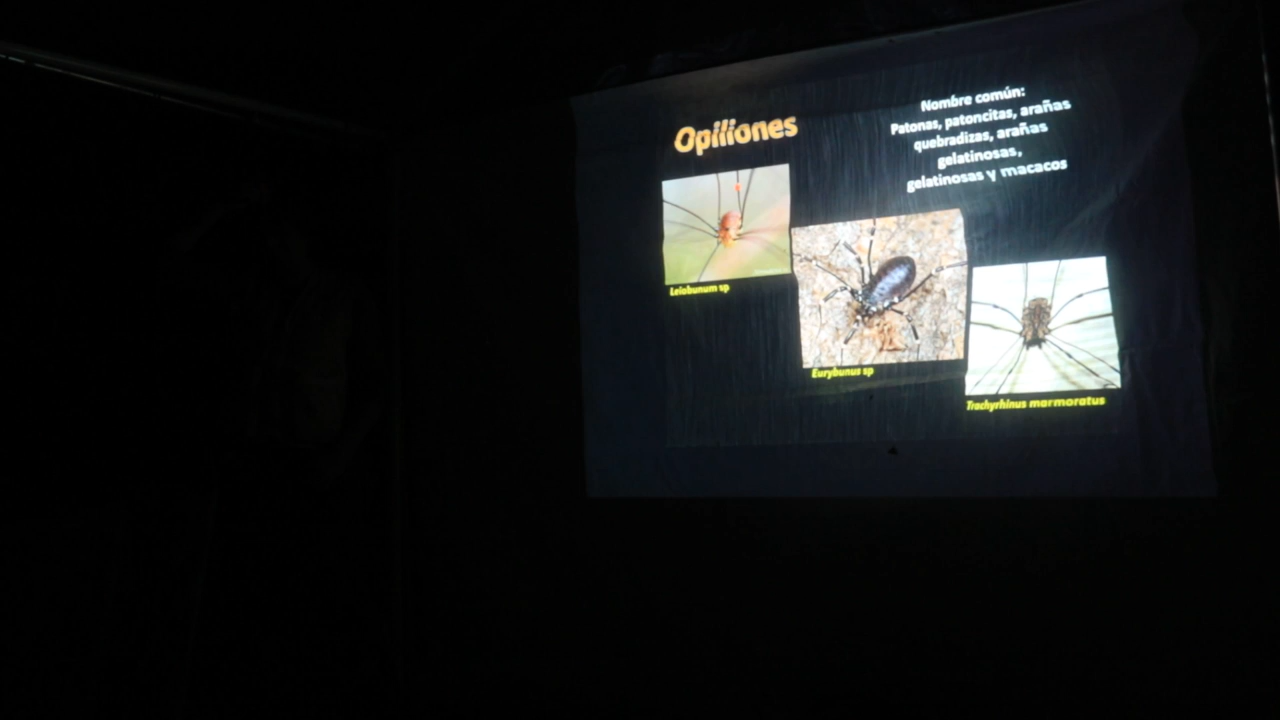 Opiliones
Nombre común:
Patonas, patoncitas, arañas
quebradizas, arañas
gelatinosas,
gelatinosas y macacos
Leiobunum sp
Eurybunus sp
Trachyrhinus marmoratus